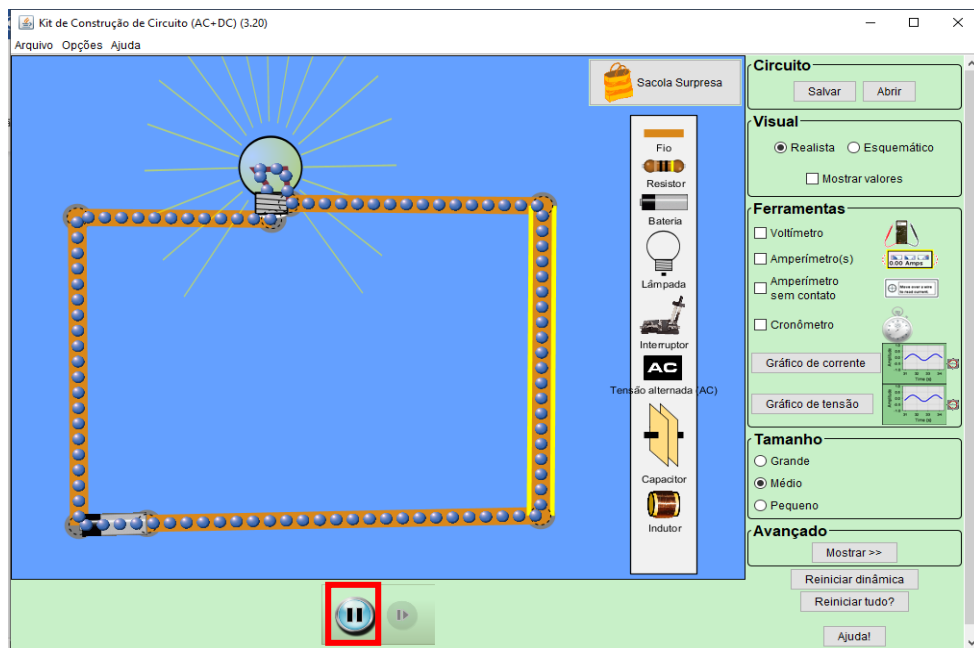 Kit de Construção de Circuito (AC+DC) (3.20)
Arquivo Opções Ajuda
Sacola Surpresa
Fio
Resistor
Bateria
Lâmpada
Interruptor
AC
Tensão alternada (AC)
Capacitor
Indutor
Circuito
Salvar Abrir
Visual
Realista Esquemático
Mostrar valores
Ferramentas
Voltímetro
Amperímetro(s)
0.00 Amps
Amperímetro
sem contato
Cronômetro
Gráfico de corrente
Gráfico de tensão
Tamanho
Grande
Médio
Pequeno
Avançado
Mostrar >>
Reiniciar dinâmica
Reiniciar tudo?
Ajuda!